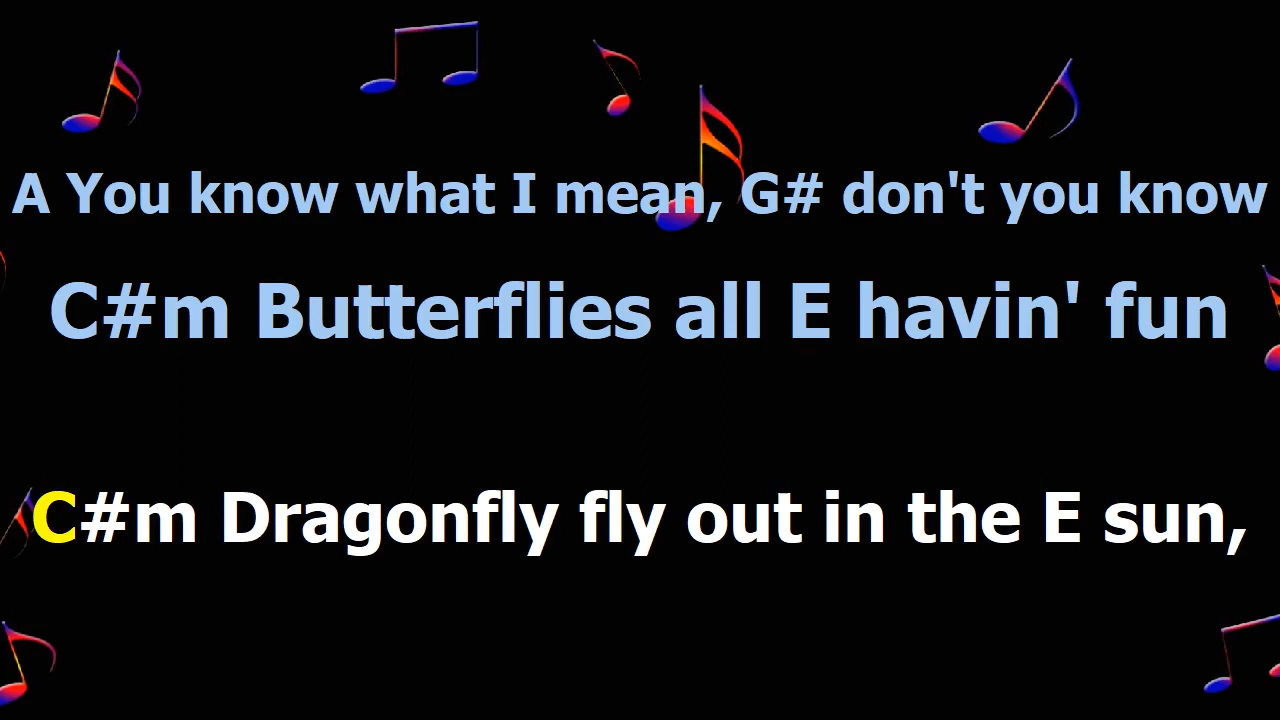 A You know what I mean, G# don't you know
C#m Butterflies all E havin' fun
C#m Dragonfly fly out in the E sun,